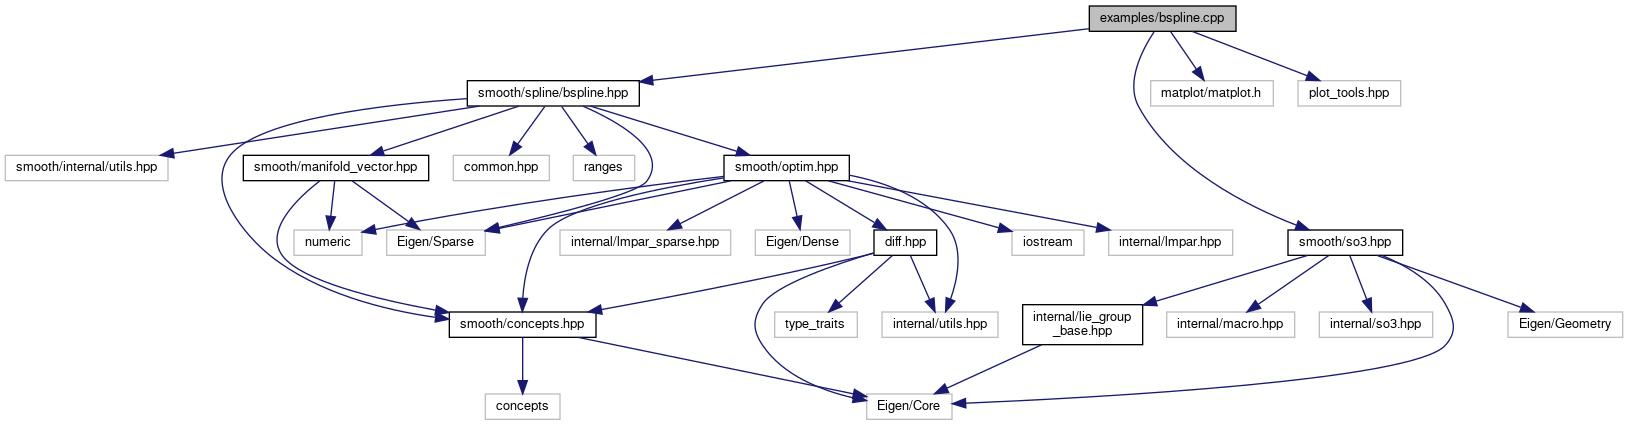 examples/bspline.cpp
smooth/spline/bspline.hpp
matplot/matplot.h
plot_tools.hpp
smooth/internal/utils.hpp
smooth/manifold_vector.hpp
common.hpp
ranges
smooth/optim.hpp
numeric
Eigen/Sparse
internal/lmpar_sparse.hpp
Eigen/Dense
diff.hpp
iostream
internal/lmpar.hpp
smooth/so3.hpp
smooth/concepts.hpp
type_traits
internal/utils.hpp
internal/lie_group
_base.hpp
internal/macro.hpp
internal/so3.hpp
Eigen/Geometry
concepts
Eigen/Core